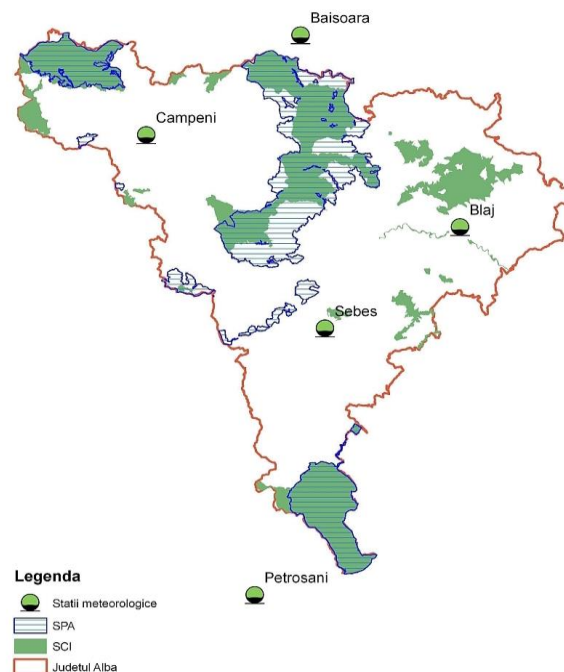 Baisoara
Campeni
Blaj
Sebes
Petrosani
Legenda
Statii meteorologice
SPA
SCI
Judetul Alba